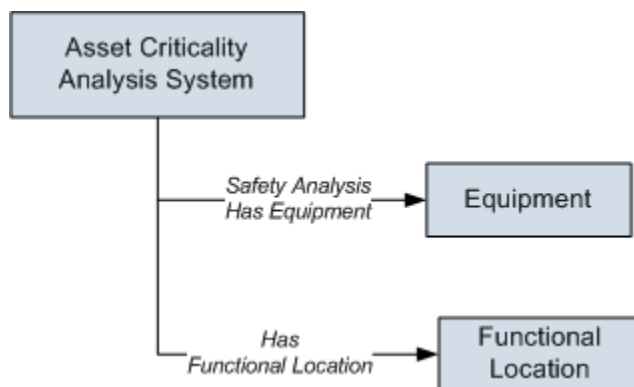 Asset Criticality
Analysis System
Safety Analysis
Has Equipment
Equipment
Has
Functional Location
Functional
Location